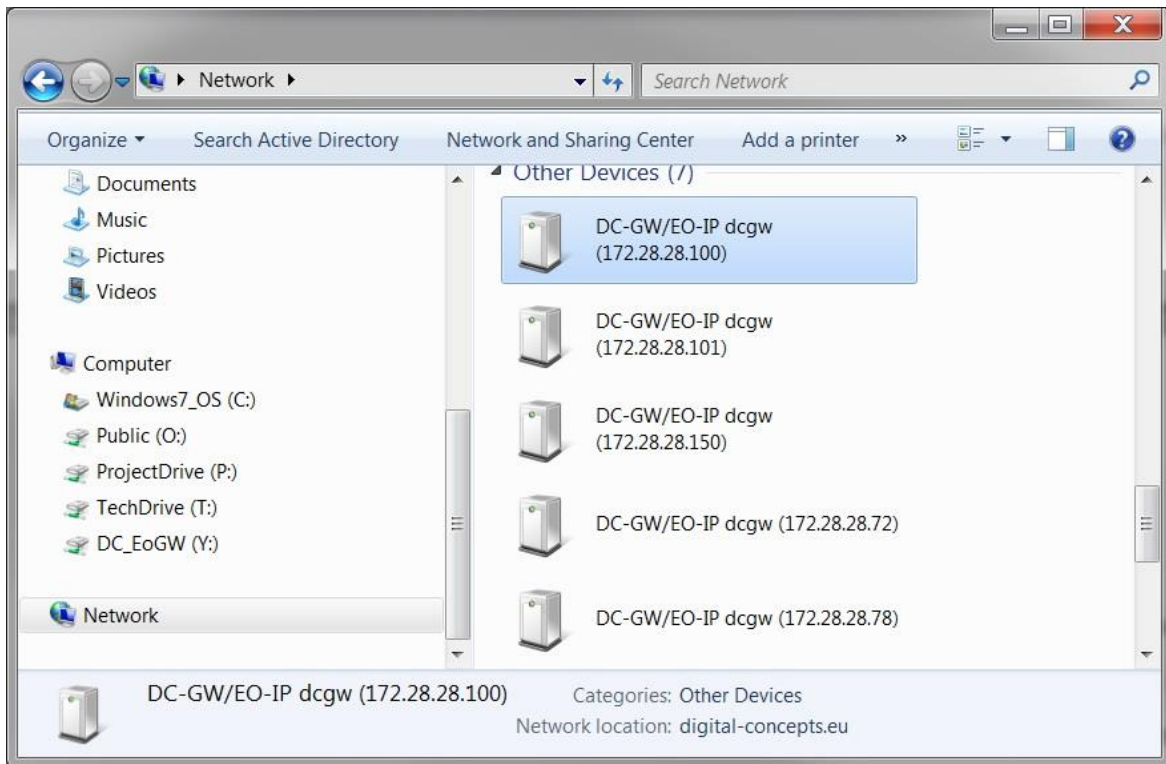 Network
Search Network
Organize Search Active Directory Network and Sharing Center Add a printer »
Documents
Music
Pictures
Videos
Computer
Windows7_OS (C:)
Public (O:)
ProjectDrive (P:)
TechDrive (T:)
DC_EoGW (Y:)
Network
Other Devices (7)
DC-GW/EO-IP dcgw
(172.28.28.100)
DC-GW/EO-IP dcgw
(172.28.28.101)
DC-GW/EO-IP dcgw
(172.28.28.150)
DC-GW/EO-IP dcgw (172.28.28.72)
DC-GW/EO-IP dcgw (172.28.28.78)
DC-GW/EO-IP dcgw (172.28.28.100) Categories: Other Devices
Network location: digital-concepts.eu